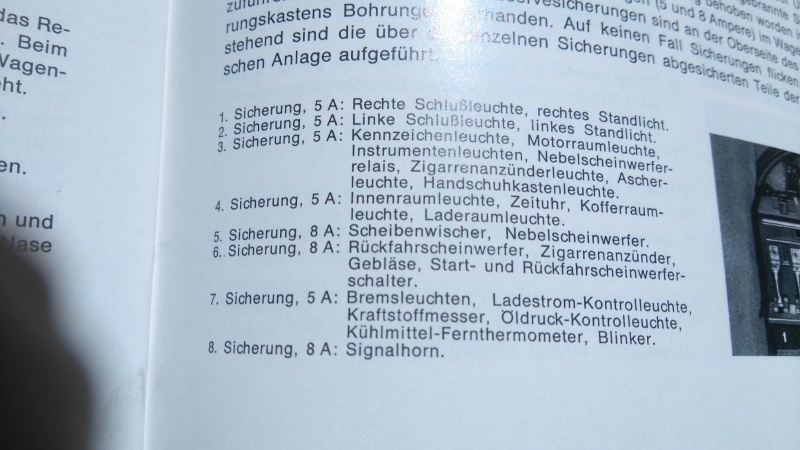 das Re-
. Beim
Wagen-
ht.
.
en.
n und
Nase
rungskastens Bohrungen vorhanden. Auf keinen Fall Sicherungen flicken
stehend sind die über die einzelnen Sicherungen abgesicherten Teile der
schen Anlage aufgeführt.
1. Sicherung, 5 A: Rechte Schlußleuchte, rechtes Standlicht.
2. Sicherung, 5 A: Linke Schlußleuchte, linkes Standlicht.
3. Sicherung, 5 A: Kennzeichenleuchte, Motorraumleuchte,
Instrumentenleuchten, Nebelscheinwerfer-
relais, Zigarrenanzünderleuchte, Ascher-
leuchte, Handschuhkastenleuchte.
4. Sicherung, 5 A: Innenraumleuchte, Zeituhr, Kofferraum-
leuchte, Laderaumleuchte.
5. Sicherung, 8 A: Scheibenwischer, Nebelscheinwerfer.
6. Sicherung, 8 A: Rückfahrscheinwerfer, Zigarrenanzünder,
Gebläse, Start- und Rückfahrscheinwerfer-
schalter.
7. Sicherung, 5 A: Bremsleuchten, Ladestrom-Kontrolleuchte,
Kraftstoffmesser, Öldruck-Kontrolleuchte,
Kühlmittel-Fernthermometer, Blinker.
8. Sicherung, 8 A: Signalhorn.
1